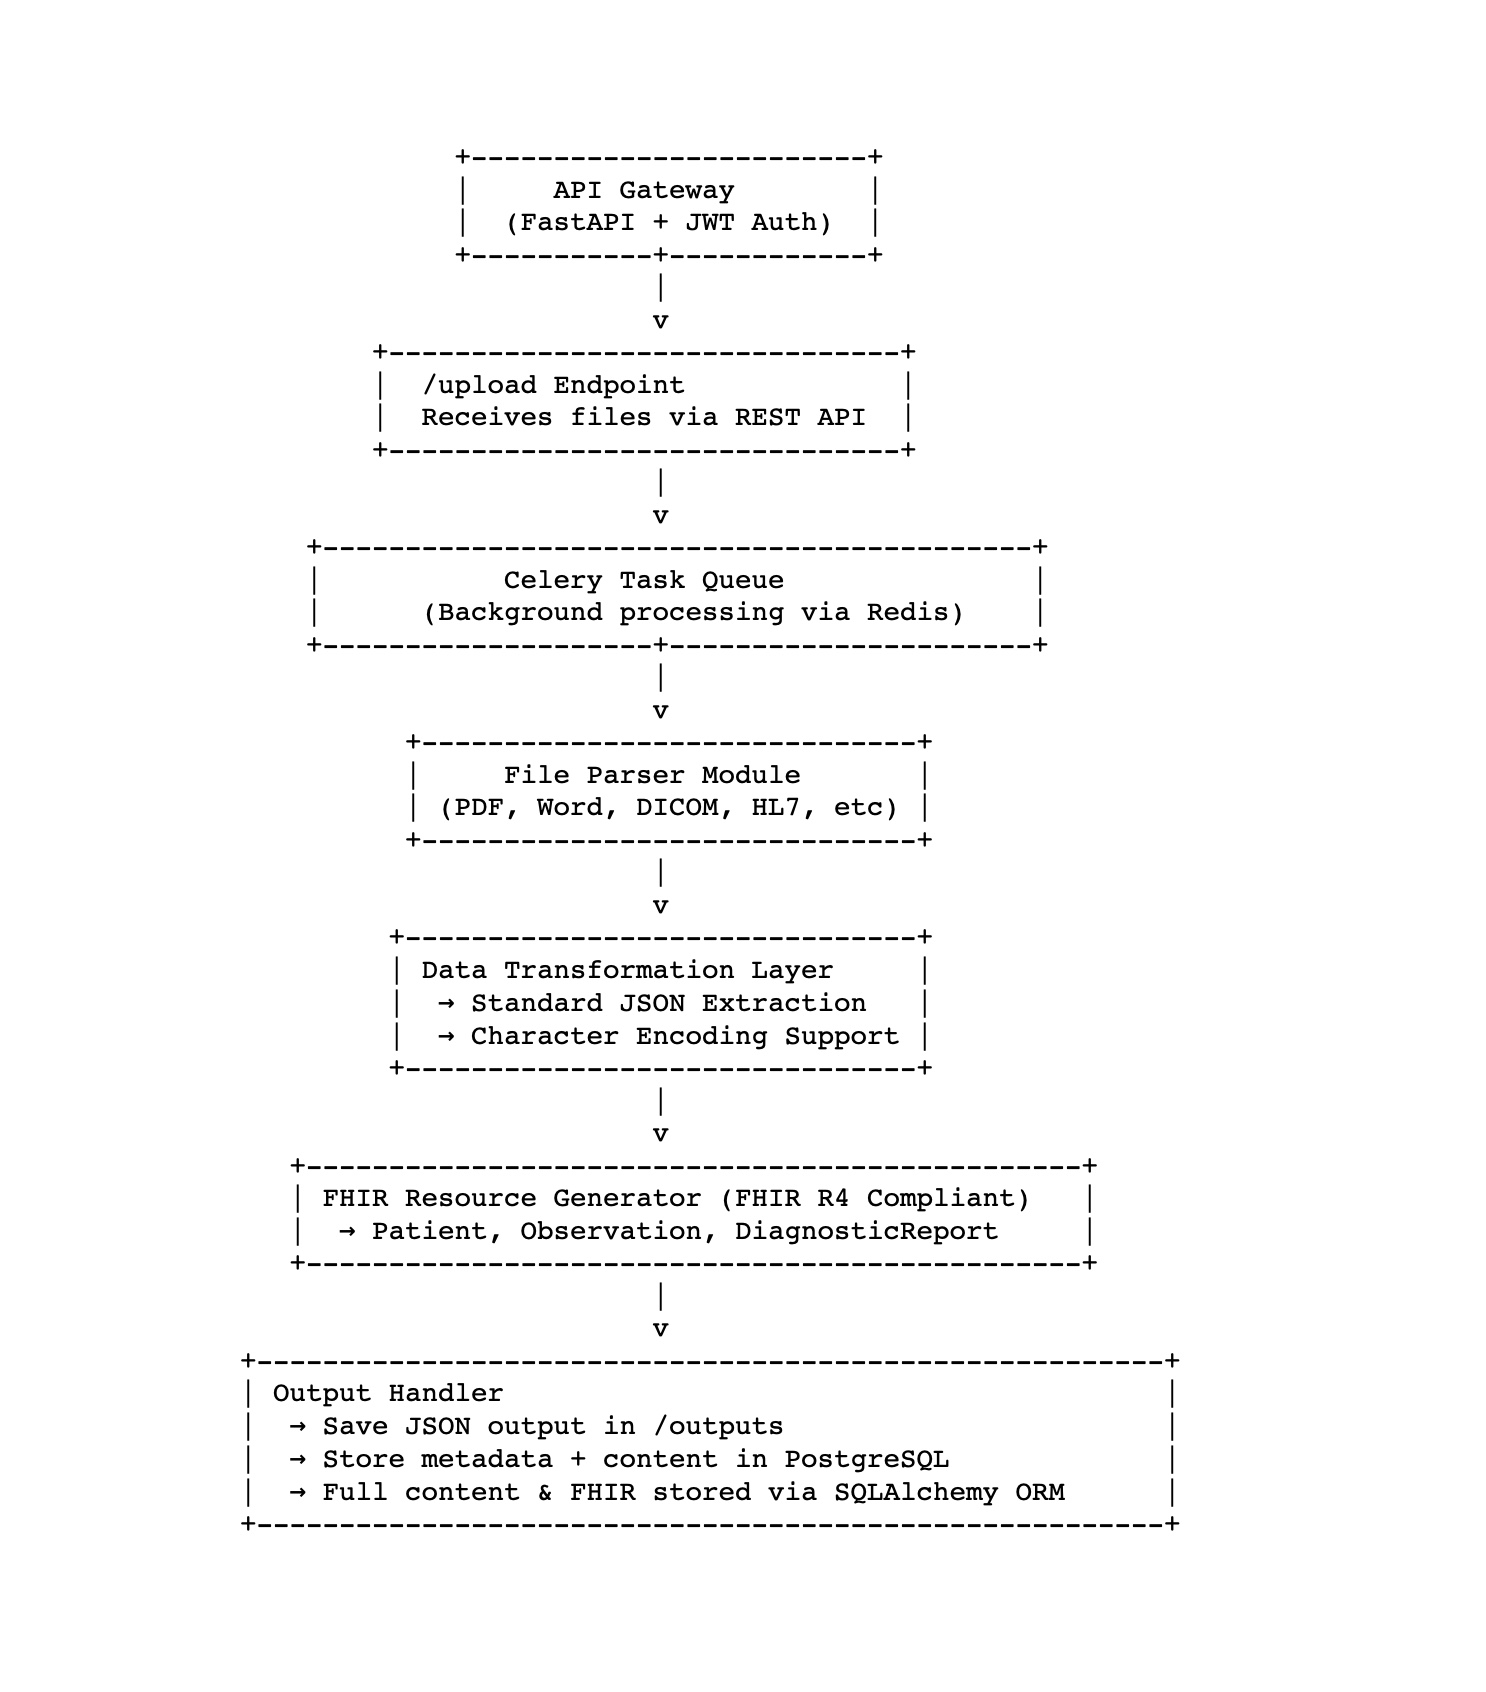 API Gateway
(FastAPI + JWT Auth)
v
/upload Endpoint
Receives files via REST API
v
Celery Task Queue
(Background processing via Redis)
v
File Parser Module
(PDF, Word, DICOM, HL7, etc)
v
Data Transformation Layer
→ Standard JSON Extraction
→ Character Encoding Support
v
FHIR Resource Generator (FHIR R4 Compliant)
→ Patient, Observation, DiagnosticReport
v
Output Handler
→ Save JSON output in /outputs
→ Store metadata + content in PostgreSQL
→ Full content & FHIR stored via SQLAlchemy ORM